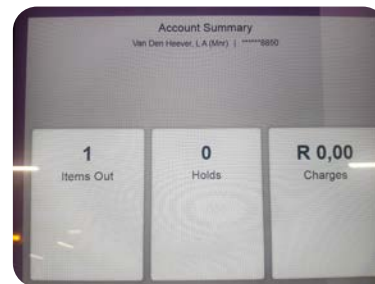 Account Summary
Van Den Heever, L A (Mnr) | ******8850
1
Items Out
0
Holds
R 0,00
Charges